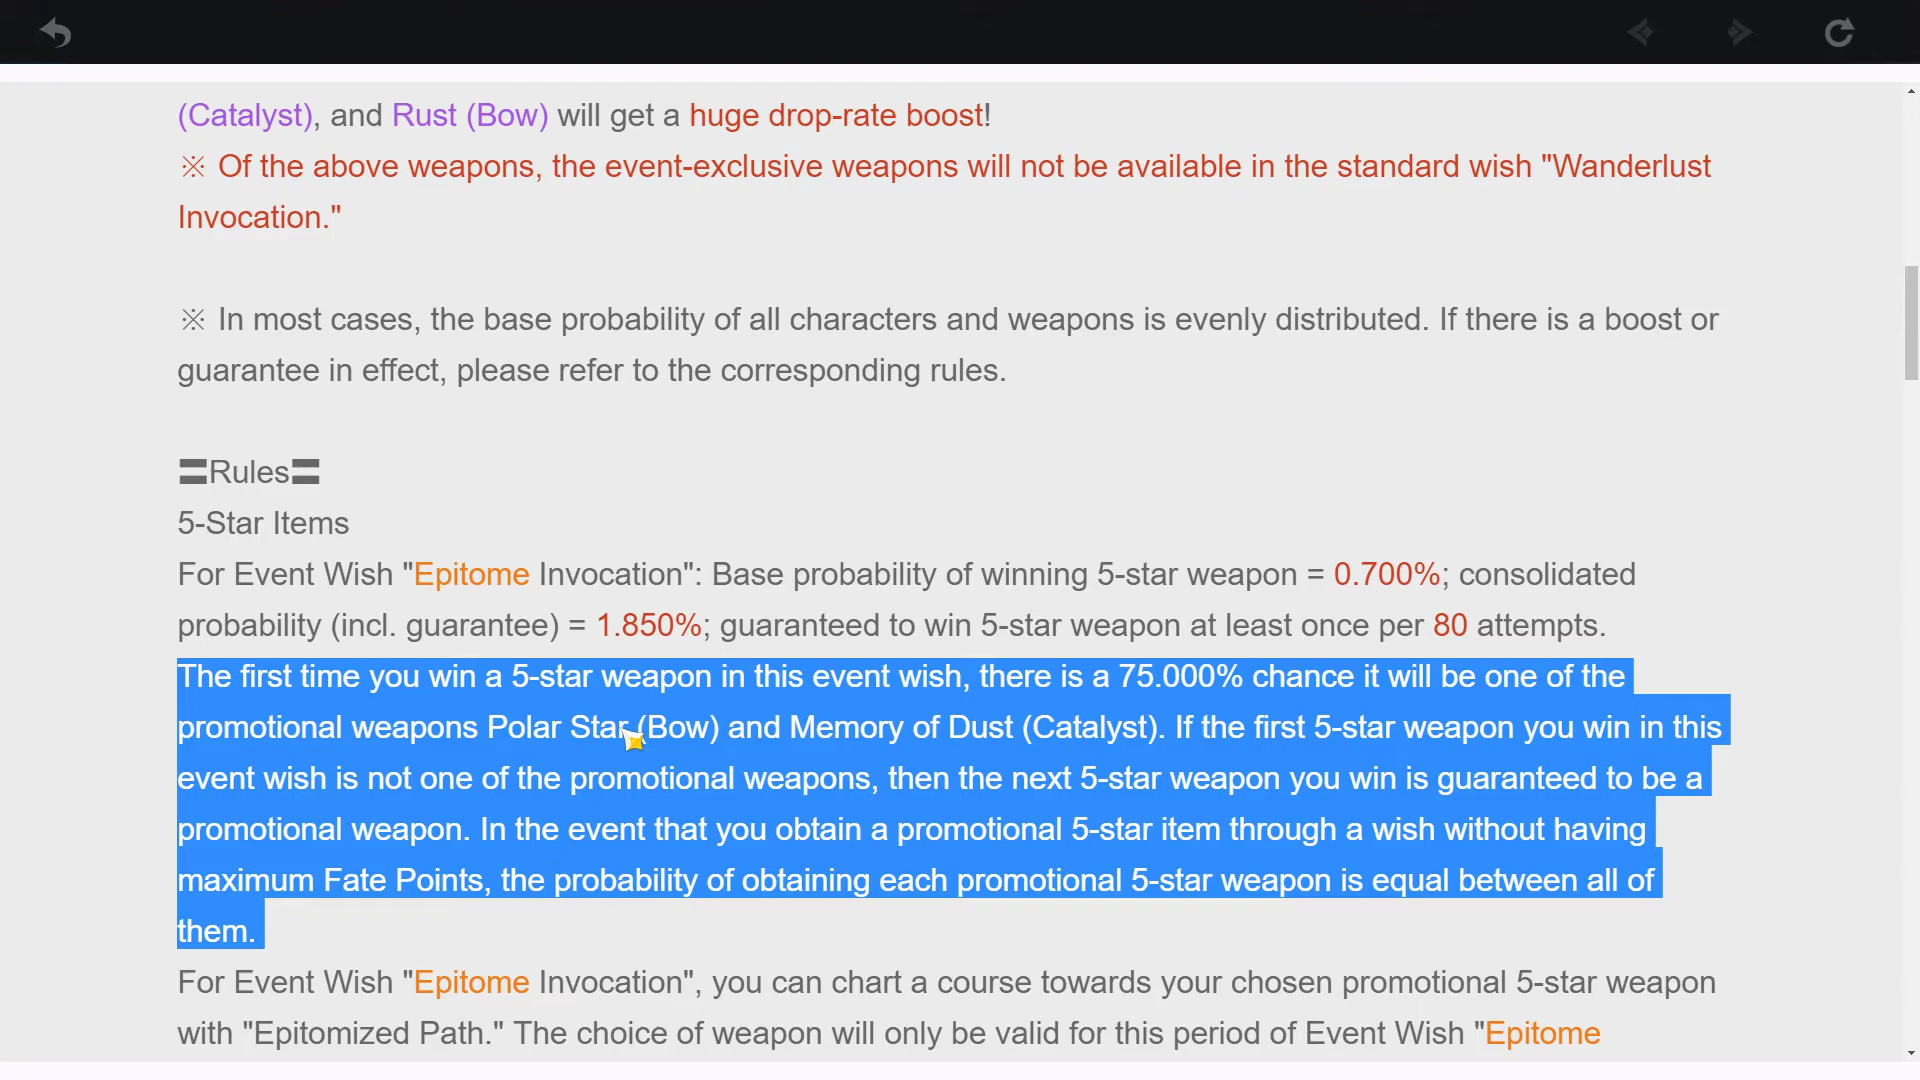 (Catalyst), and Rust (Bow) will get a huge drop-rate boost!
※ Of the above weapons, the event-exclusive weapons will not be available in the standard wish "Wanderlust
Invocation."
※ In most cases, the base probability of all characters and weapons is evenly distributed. If there is a boost or
guarantee in effect, please refer to the corresponding rules.
〓Rules〓
5-Star Items
For Event Wish "Epitome Invocation": Base probability of winning 5-star weapon = 0.700%; consolidated
probability (incl. guarantee) = 1.850%; guaranteed to win 5-star weapon at least once per 80 attempts.
The first time you win a 5-star weapon in this event wish, there is a 75.000% chance it will be one of the
promotional weapons Polar Star (Bow) and Memory of Dust (Catalyst). If the first 5-star weapon you win in this
event wish is not one of the promotional weapons, then the next 5-star weapon you win is guaranteed to be a
promotional weapon. In the event that you obtain a promotional 5-star item through a wish without having
maximum Fate Points, the probability of obtaining each promotional 5-star weapon is equal between all of
them.
For Event Wish "Epitome Invocation", you can chart a course towards your chosen promotional 5-star weapon
with "Epitomized Path." The choice of weapon will only be valid for this period of Event Wish "Epitome